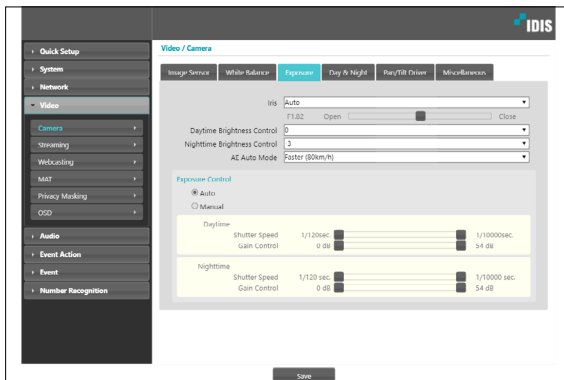 IDIS
Quick Setup
System
Network
Video
Camera
Streaming
Webcasting
MAT
Privacy Masking
OSD
Audio
Event Action
Event
Number Recognition
Video / Camera
Image Sensor White Balance Exposure Day & Night Pan/Tilt Driver Miscellaneous
Iris Auto
F1.82 Open Close
Daytime Brightness Control 0
Nighttime Brightness Control 3
AE Auto Mode Faster (80km/h)
Exposure Control
Auto
Manual
Daytime
Shutter Speed 1/120sec. 1/10000sec.
Gain Control 0 dB 54 dB
Nighttime
Shutter Speed 1/120 sec. 1/10000 sec.
Gain Control 0 dB 54 dB
Save